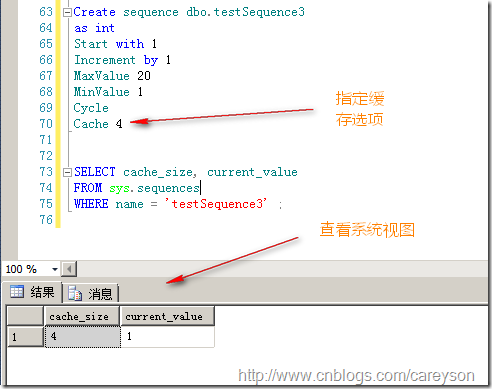 63 Create sequence dbo.testSequence3
64 as int
65 Start with 1
66 Increment by 1
67 MaxValue 20
68 MinValue 1
69 Cycle
70 Cache 4
指定缓
存选项
71
72
73 SELECT cache_size, current_value
74 FROM sys.sequences
75 WHERE name = 'testSequence3' ;
76
查看系统视图
100 %
结果 消息
cache_size current_value
1 4 1
http://www.cnblogs.com/careyson